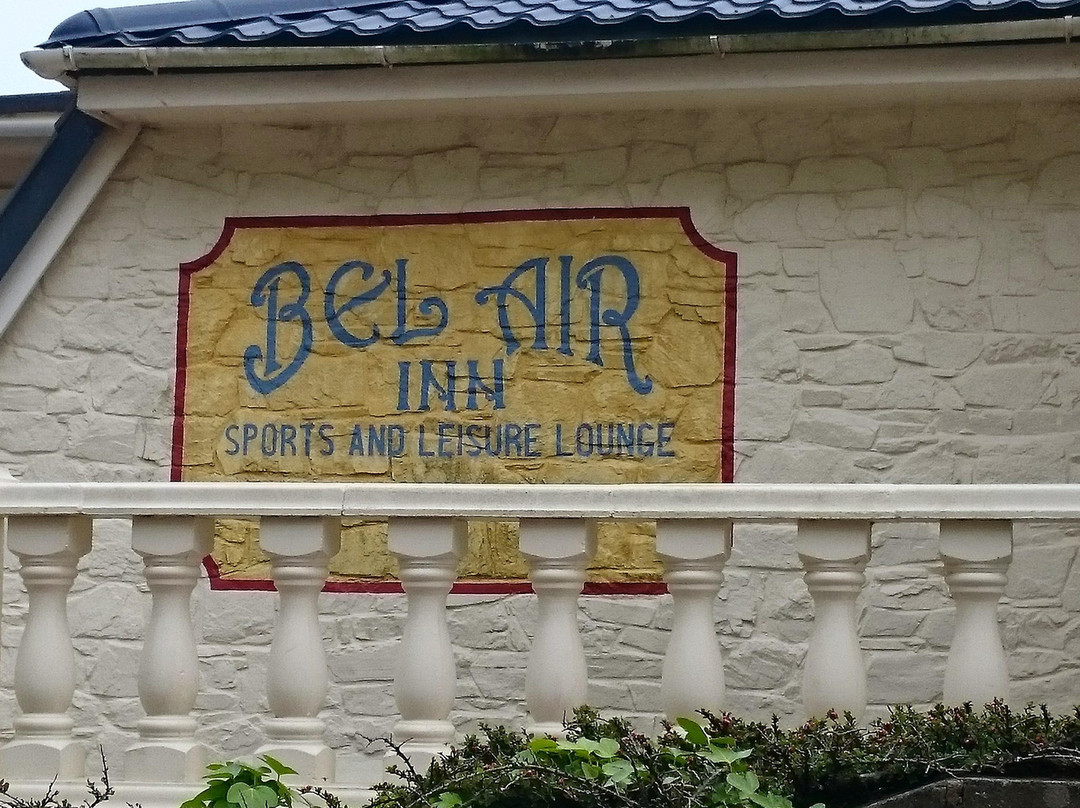 BEL AIR
INN
SPORTS AND LEISURE LOUNGE